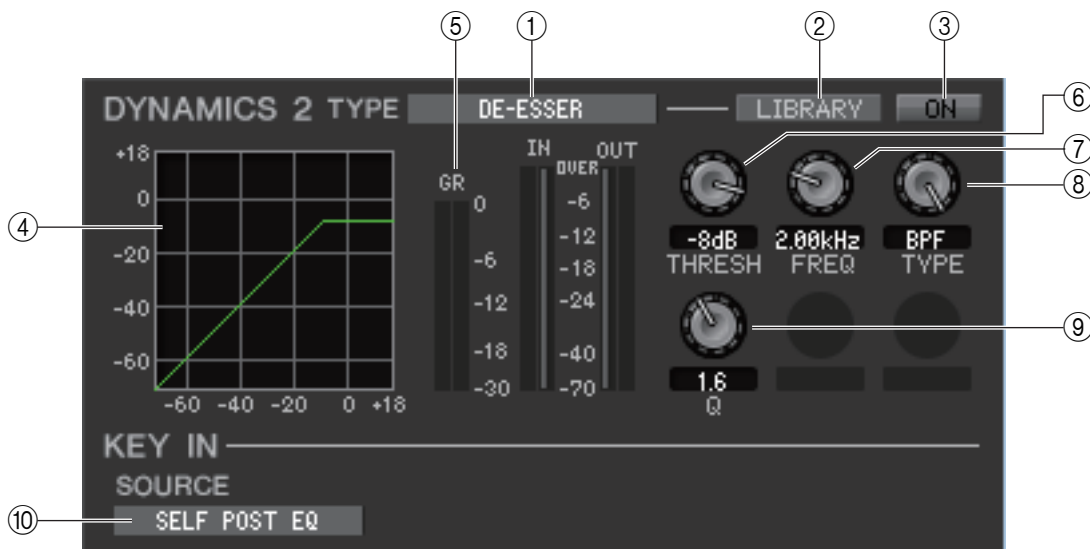 ⑤ ① ② ③
DYNAMICS 2 TYPE DE-ESSER LIBRARY ON
⑥
⑦
⑧
④
+18
0
-20
-40
-60
-60 -40 -20 0 +18
GR
0
-6
-12
-18
-30
IN OUT
OVER
-6
-12
-18
-24
-40
-70
-8dB 2.00kHz BPF
THRESH FREQ TYPE
⑨
1.6
Q
KEY IN
SOURCE
⑩ SELF POST EQ